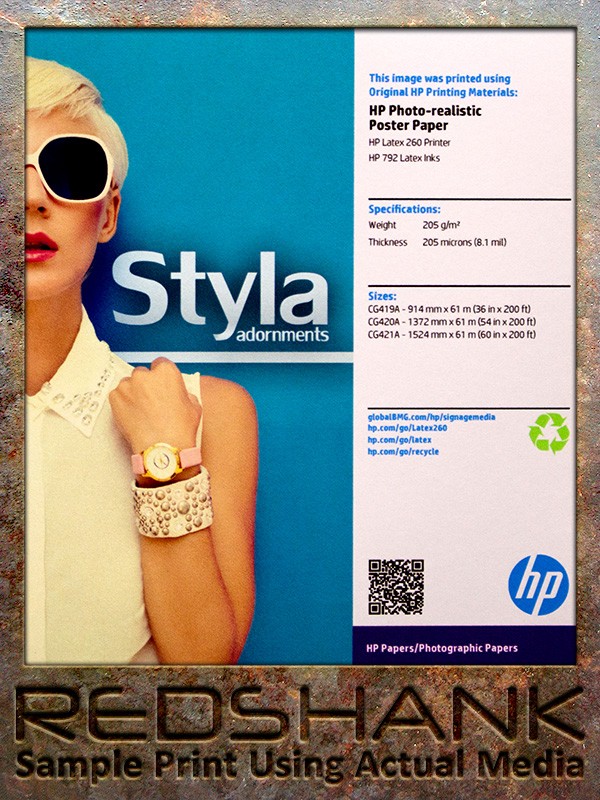 Styla
adornments
This image was printed using
Original HP Printing Materials:
HP Photo-realistic
Poster Paper
HP Latex 260 Printer
HP 792 Latex Inks
Specifications:
Weight 205 g/m²
Thickness 205 microns (8.1 mil)
Sizes:
CG419A - 914 mm x 61 m (36 in x 200 ft)
CG420A - 1372 mm x 61 m (54 in x 200 ft)
CG421A - 1524 mm x 61 m (60 in x 200 ft)
globalBMG.com/hp/signagemedia
hp.com/go/Latex260
hp.com/go/latex
hp.com/go/recycle
hp
HP Papers/Photographic Papers
REDSHANK
Sample Print Using Actual Media